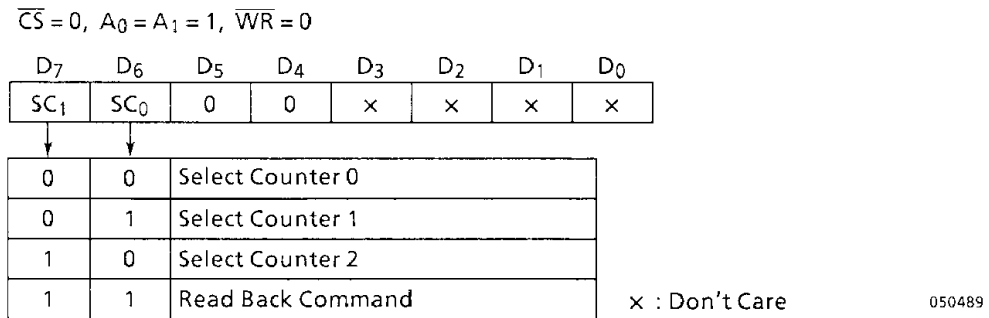 C̅S̅ = 0, A₀ = A₁ = 1, W̅R̅ = 0
D₇ D₆ D₅ D₄ D₃ D₂ D₁ D₀
SC₁ SC₀ 0 0 × × × ×
0 0 Select Counter 0
0 1 Select Counter 1
1 0 Select Counter 2
1 1 Read Back Command
× : Don't Care
050489